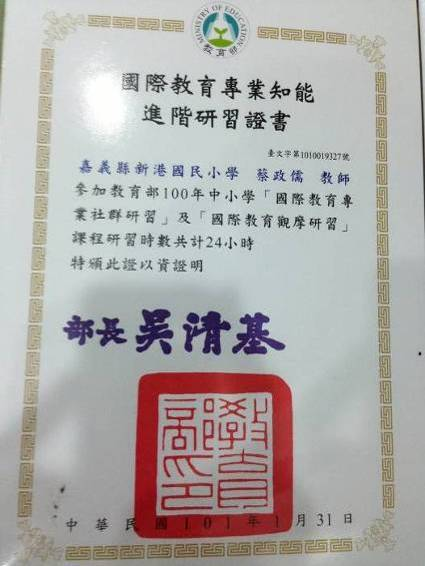 MINISTRY OF EDUCATION
教育部
國際教育專業知能
進階研習證書
臺文字第1010019327號
嘉義縣新港國民小學 蔡政儒 教師
參加教育部100年中小學「國際教育專
業社群研習」及「國際教育觀摩研習」
課程研習時數共計24小時
特頒此證以資證明
部長 吳清基
教育部印
中華民國101年1月31日